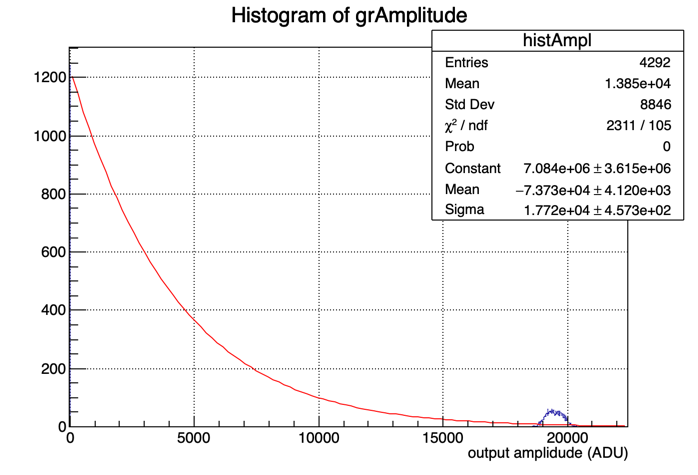 Histogram of grAmplitude
histAmpl
Entries 4292
Mean 1.385e+04
Std Dev 8846
χ² / ndf 2311 / 105
Prob 0
Constant 7.084e+06 ± 3.615e+06
Mean −7.373e+04 ± 4.120e+03
Sigma 1.772e+04 ± 4.573e+02
1200
1000
800
600
400
200
0
0 5000 10000 15000 20000
output amplidude (ADU)